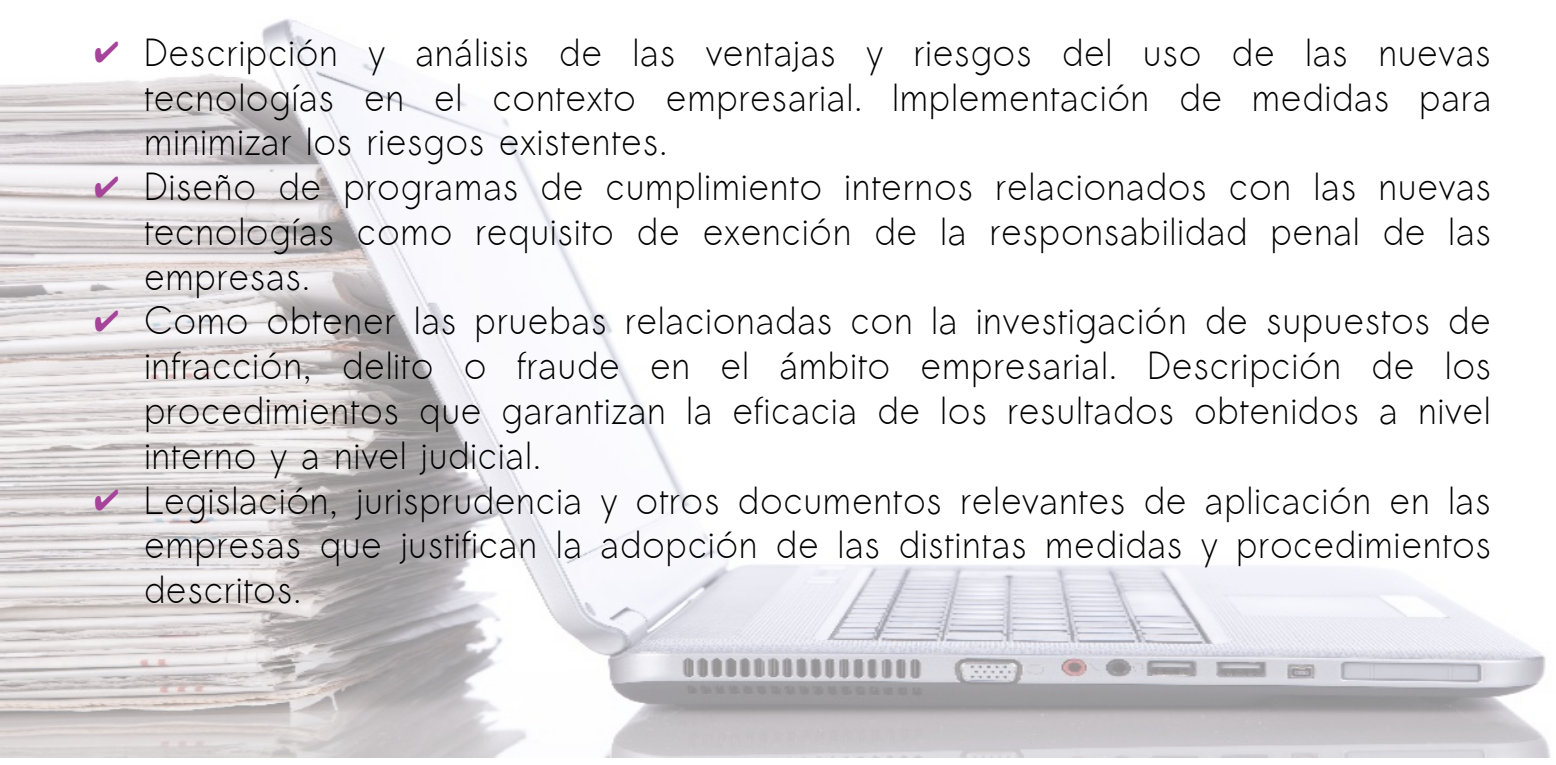 ✔ Descripción y análisis de las ventajas y riesgos del uso de las nuevas
tecnologías en el contexto empresarial. Implementación de medidas para
minimizar los riesgos existentes.
✔ Diseño de programas de cumplimiento internos relacionados con las nuevas
tecnologías como requisito de exención de la responsabilidad penal de las
empresas.
✔ Como obtener las pruebas relacionadas con la investigación de supuestos de
infracción, delito o fraude en el ámbito empresarial. Descripción de los
procedimientos que garantizan la eficacia de los resultados obtenidos a nivel
interno y a nivel judicial.
✔ Legislación, jurisprudencia y otros documentos relevantes de aplicación en las
empresas que justifican la adopción de las distintas medidas y procedimientos
descritos.